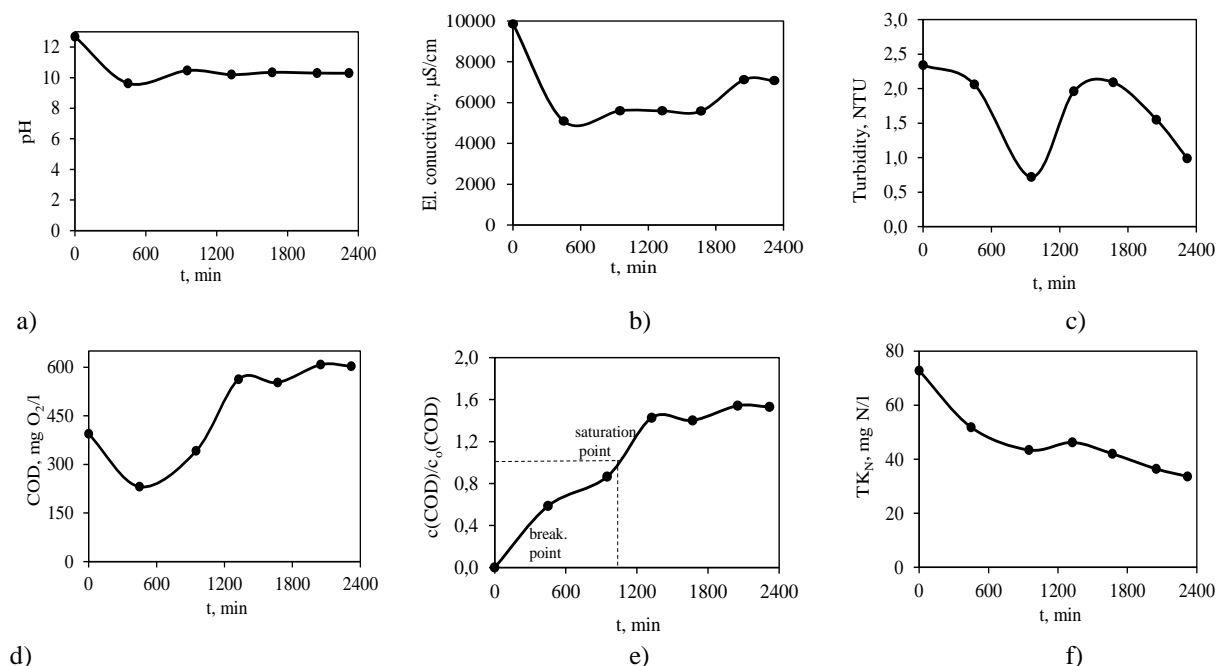 12
10
8
6
4
2
0
pH
0 600 1200 1800 2400
t, min
a)
10000
8000
6000
4000
2000
0
El. conuctivity., µS/cm
0 600 1200 1800 2400
t, min
b)
3,0
2,5
2,0
1,5
1,0
0,5
0,0
Turbidity, NTU
0 600 1200 1800 2400
t, min
c)
600
450
300
150
0
COD, mg O₂/l
0 600 1200 1800 2400
t, min
d)
2,0
1,6
1,2
0,8
0,4
0,0
c(COD)/cₒ(COD)
saturation
point
break.
point
0 600 1200 1800 2400
t, min
e)
80
60
40
20
0
TK_N, mg N/l
0 600 1200 1800 2400
t, min
f)